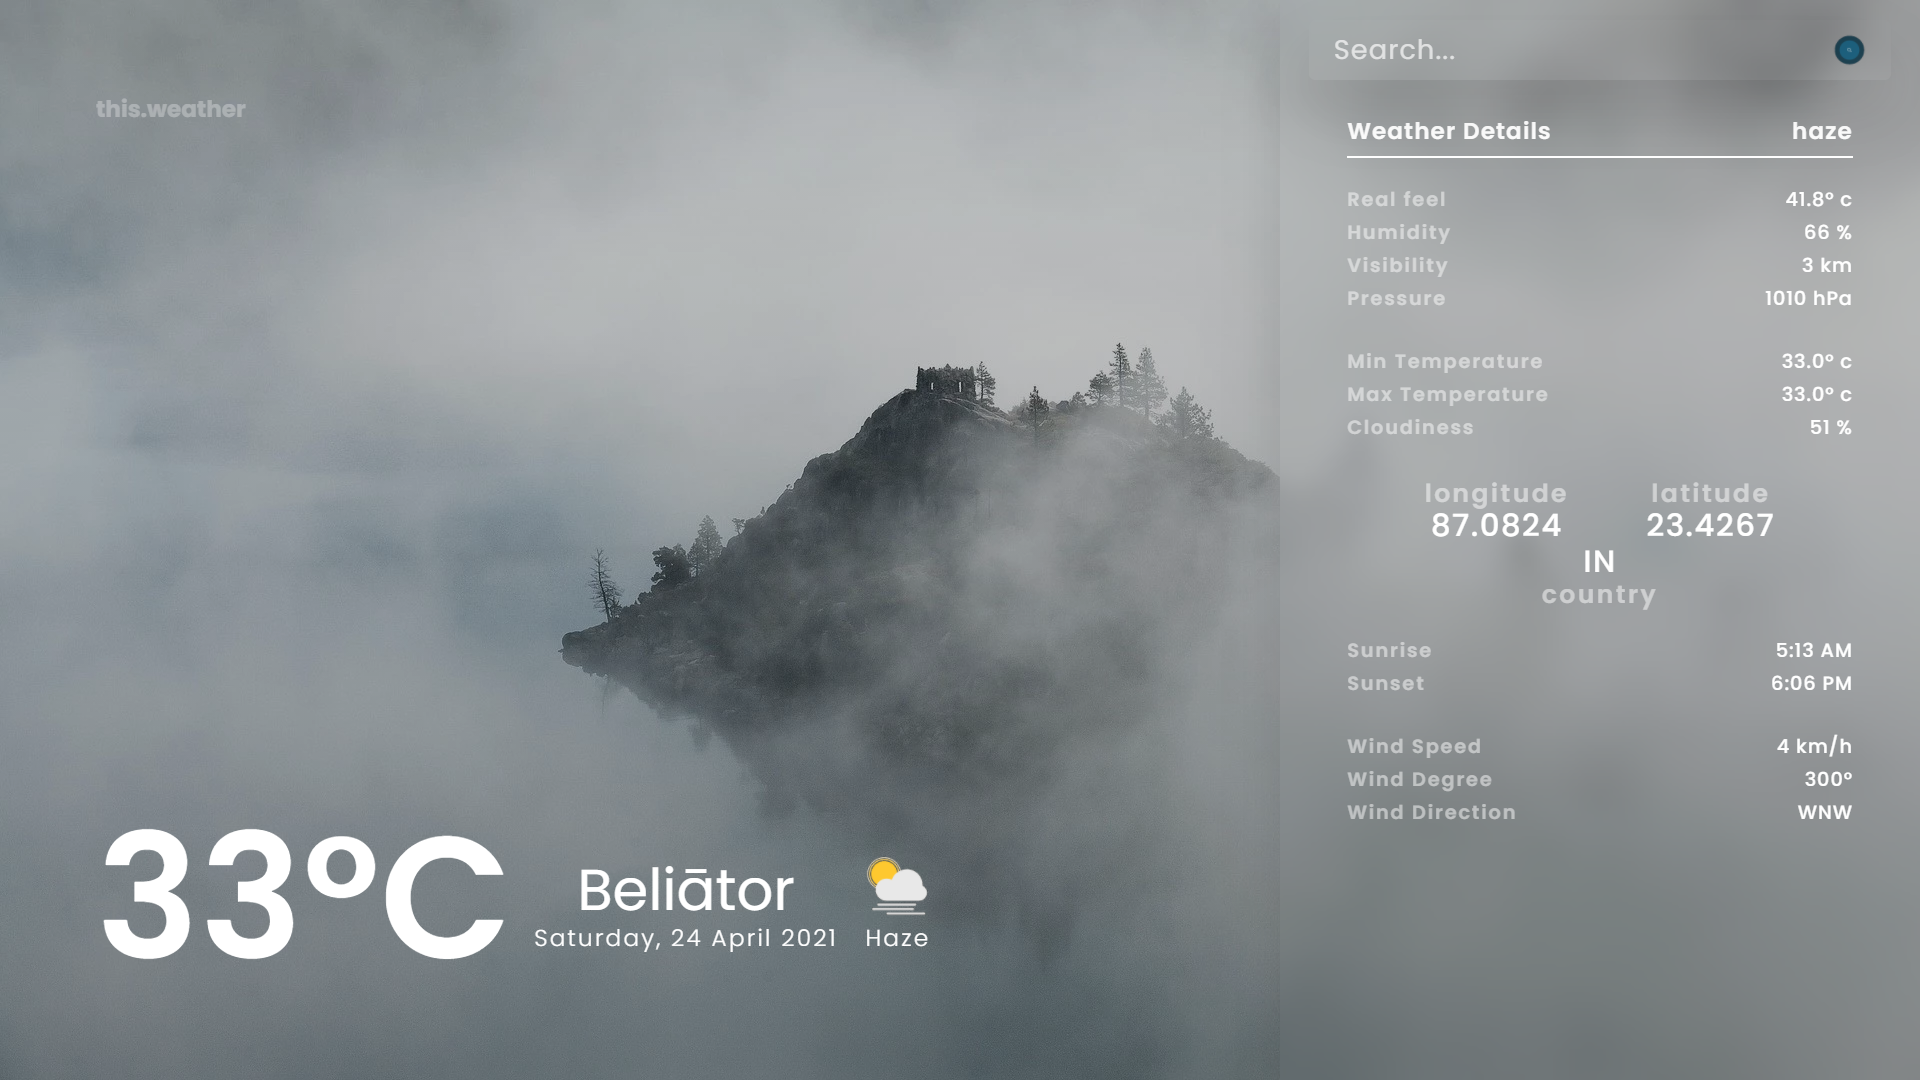 this.weather
33°C
Beliātor
Saturday, 24 April 2021
Haze
Search...
Weather Details haze
Real feel 41.8° c
Humidity 66 %
Visibility 3 km
Pressure 1010 hPa
Min Temperature 33.0° c
Max Temperature 33.0° c
Cloudiness 51 %
longitude latitude
87.0824 23.4267
IN
country
Sunrise 5:13 AM
Sunset 6:06 PM
Wind Speed 4 km/h
Wind Degree 300°
Wind Direction WNW